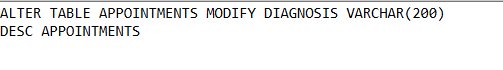 ALTER TABLE APPOINTMENTS MODIFY DIAGNOSIS VARCHAR(200)
DESC APPOINTMENTS